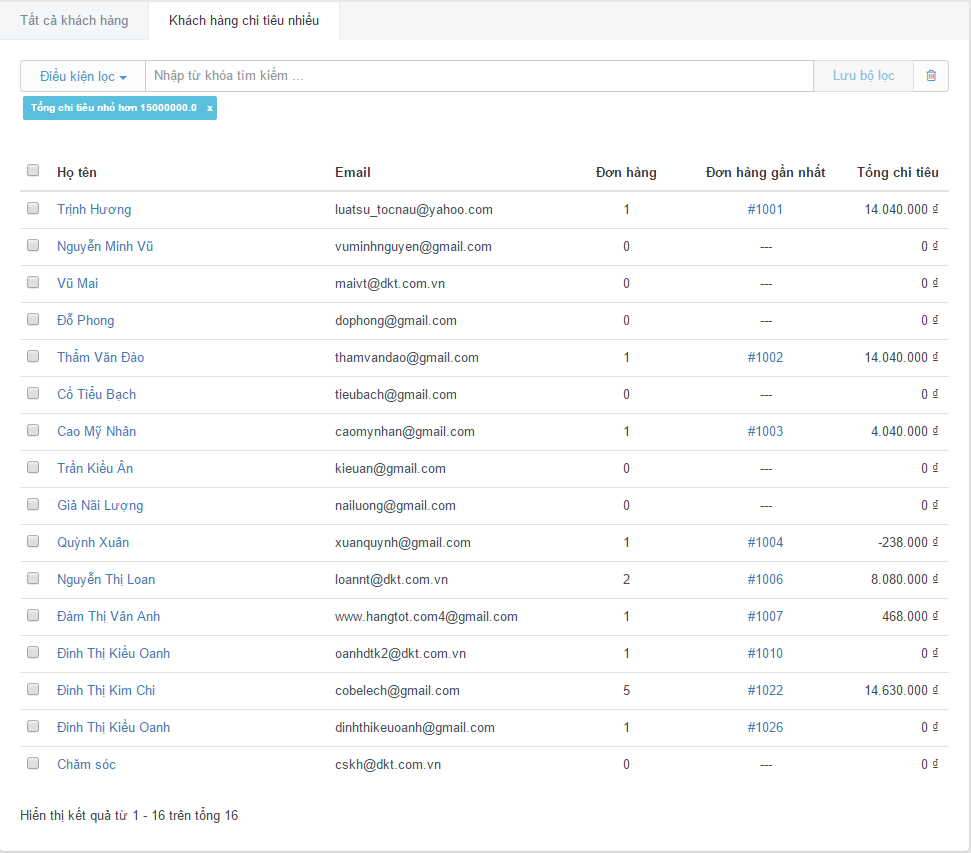 Tất cả khách hàng Khách hàng chi tiêu nhiều
Điều kiện lọc Nhập từ khóa tìm kiếm ... Lưu bộ lọc
Tổng chi tiêu nhỏ hơn 15000000.0 x
Họ tên Email Đơn hàng Đơn hàng gần nhất Tổng chi tiêu
Trịnh Hương luatsu_tocnau@yahoo.com 1 #1001 14.040.000 ₫
Nguyễn Minh Vũ vuminhnguyen@gmail.com 0 --- 0 ₫
Vũ Mai maivt@dkt.com.vn 0 --- 0 ₫
Đỗ Phong dophong@gmail.com 0 --- 0 ₫
Thẩm Văn Đào thamvandao@gmail.com 1 #1002 14.040.000 ₫
Cố Tiểu Bạch tieubach@gmail.com 0 --- 0 ₫
Cao Mỹ Nhân caomynhan@gmail.com 1 #1003 4.040.000 ₫
Trần Kiều Ân kieuan@gmail.com 0 --- 0 ₫
Giả Nãi Lượng nailuong@gmail.com 0 --- 0 ₫
Quỳnh Xuân xuanquynh@gmail.com 1 #1004 -238.000 ₫
Nguyễn Thị Loan loannt@dkt.com.vn 2 #1006 8.080.000 ₫
Đàm Thị Vân Anh www.hangtot.com4@gmail.com 1 #1007 468.000 ₫
Đinh Thị Kiều Oanh oanhdtk2@dkt.com.vn 1 #1010 0 ₫
Đinh Thị Kim Chi cobelech@gmail.com 5 #1022 14.630.000 ₫
Đinh Thị Kiều Oanh dinhthikeuoanh@gmail.com 1 #1026 0 ₫
Chăm sóc cskh@dkt.com.vn 0 --- 0 ₫
Hiển thị kết quả từ 1 - 16 trên tổng 16